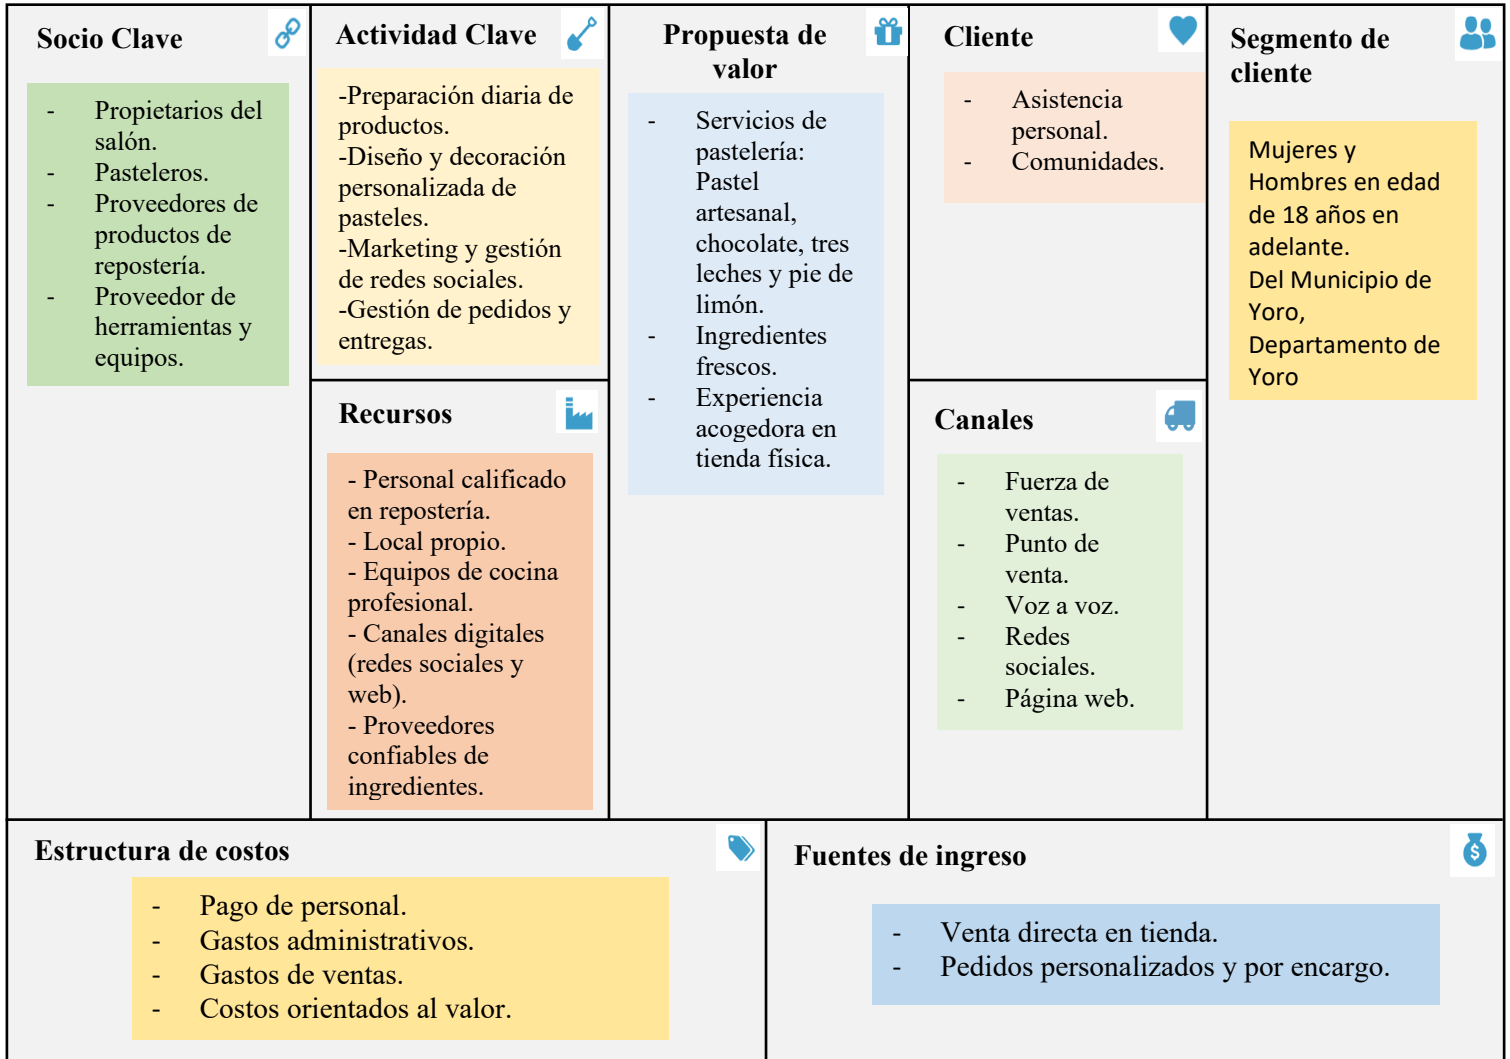 Socio Clave
- Propietarios del
salón.
- Pasteleros.
- Proveedores de
productos de
repostería.
- Proveedor de
herramientas y
equipos.
Actividad Clave
-Preparación diaria de
productos.
-Diseño y decoración
personalizada de
pasteles.
-Marketing y gestión
de redes sociales.
-Gestión de pedidos y
entregas.
Recursos
- Personal calificado
en repostería.
- Local propio.
- Equipos de cocina
profesional.
- Canales digitales
(redes sociales y
web).
- Proveedores
confiables de
ingredientes.
Propuesta de
valor
- Servicios de
pastelería:
Pastel
artesanal,
chocolate, tres
leches y pie de
limón.
- Ingredientes
frescos.
- Experiencia
acogedora en
tienda física.
Cliente
- Asistencia
personal.
- Comunidades.
Canales
- Fuerza de
ventas.
- Punto de
venta.
- Voz a voz.
- Redes
sociales.
- Página web.
Segmento de
cliente
Mujeres y
Hombres en edad
de 18 años en
adelante.
Del Municipio de
Yoro,
Departamento de
Yoro
Estructura de costos
- Pago de personal.
- Gastos administrativos.
- Gastos de ventas.
- Costos orientados al valor.
Fuentes de ingreso
$
- Venta directa en tienda.
- Pedidos personalizados y por encargo.